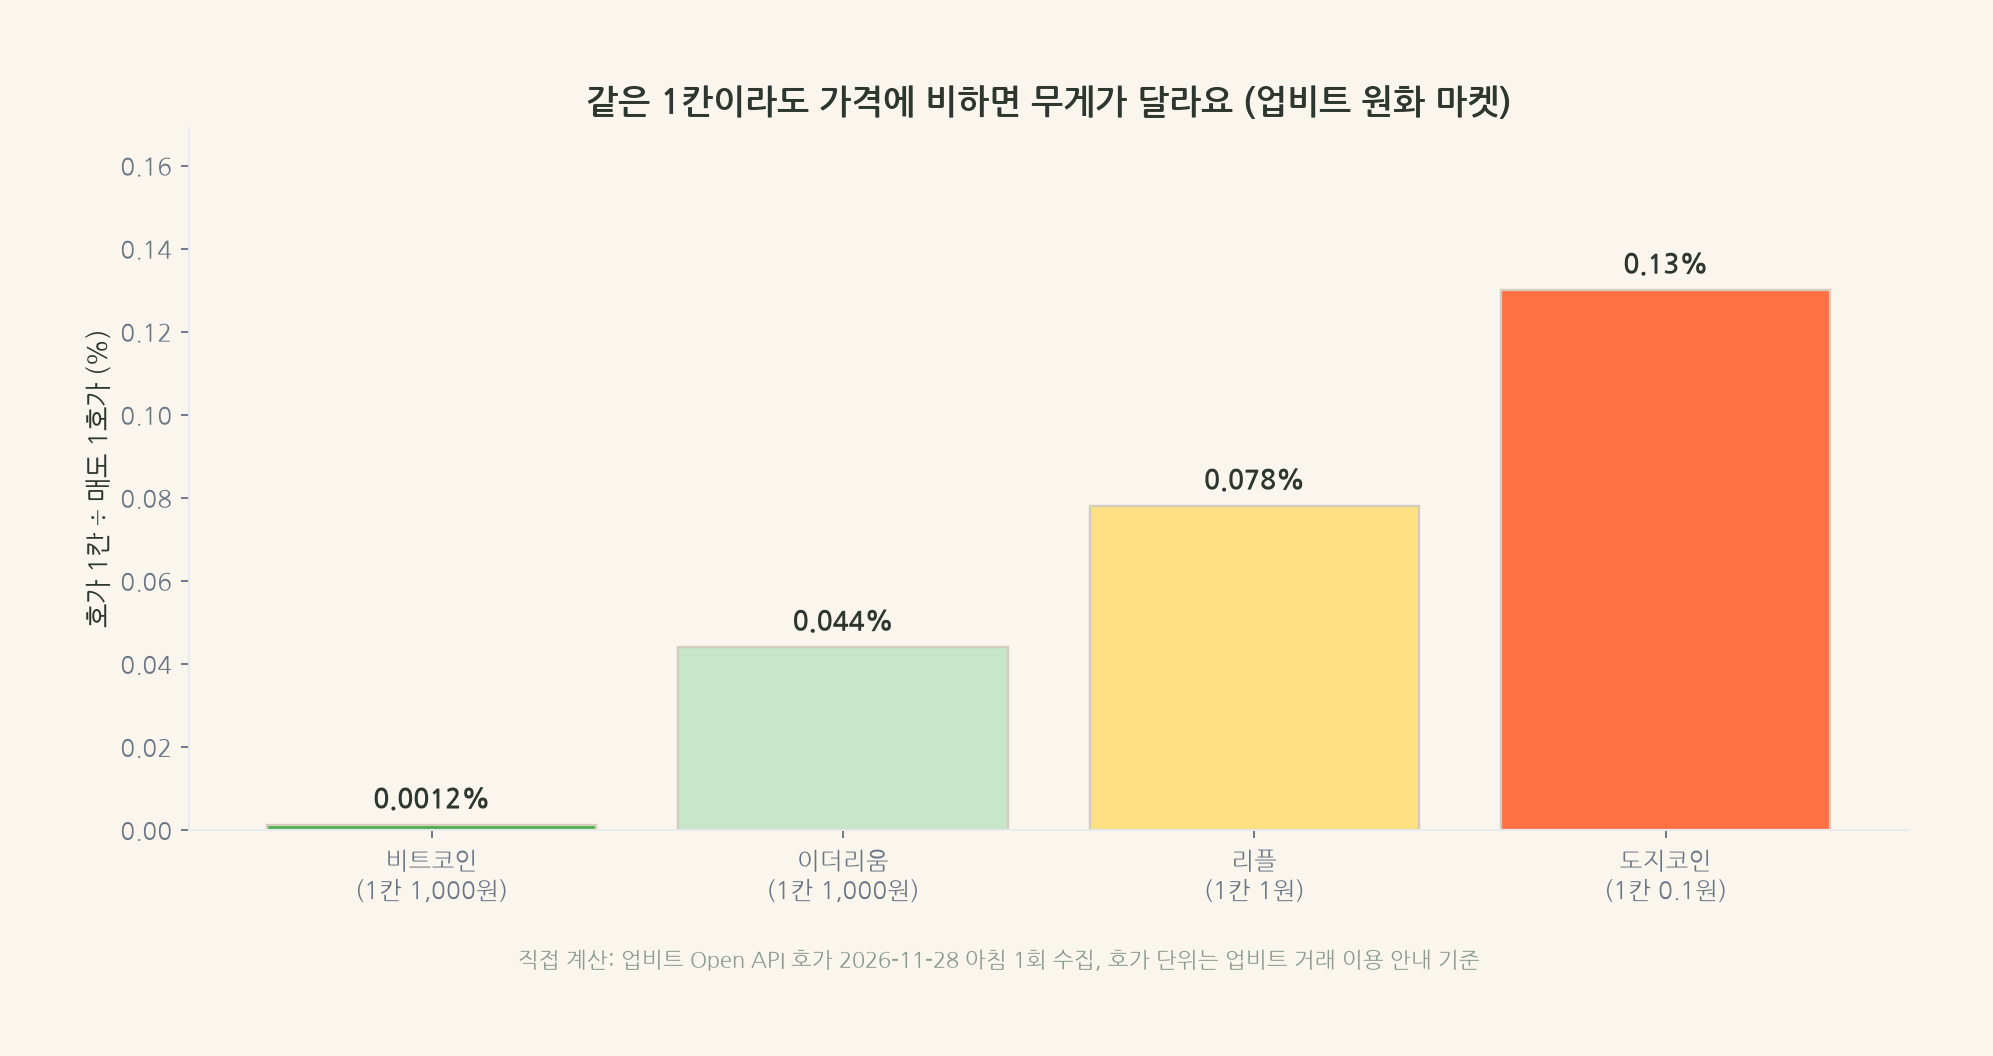 같은 1칸이라도 가격에 비하면 무게가 달라요 (업비트 원화 마켓)
호가 1칸 ÷ 매도 1호가 (%)
0.16
0.14
0.12
0.10
0.08
0.06
0.04
0.02
0.00
0.0012%
0.044%
0.078%
0.13%
비트코인
(1칸 1,000원)
이더리움
(1칸 1,000원)
리플
(1칸 1원)
도지코인
(1칸 0.1원)
직접 계산: 업비트 Open API 호가 2026-11-28 아침 1회 수집, 호가 단위는 업비트 거래 이용 안내 기준